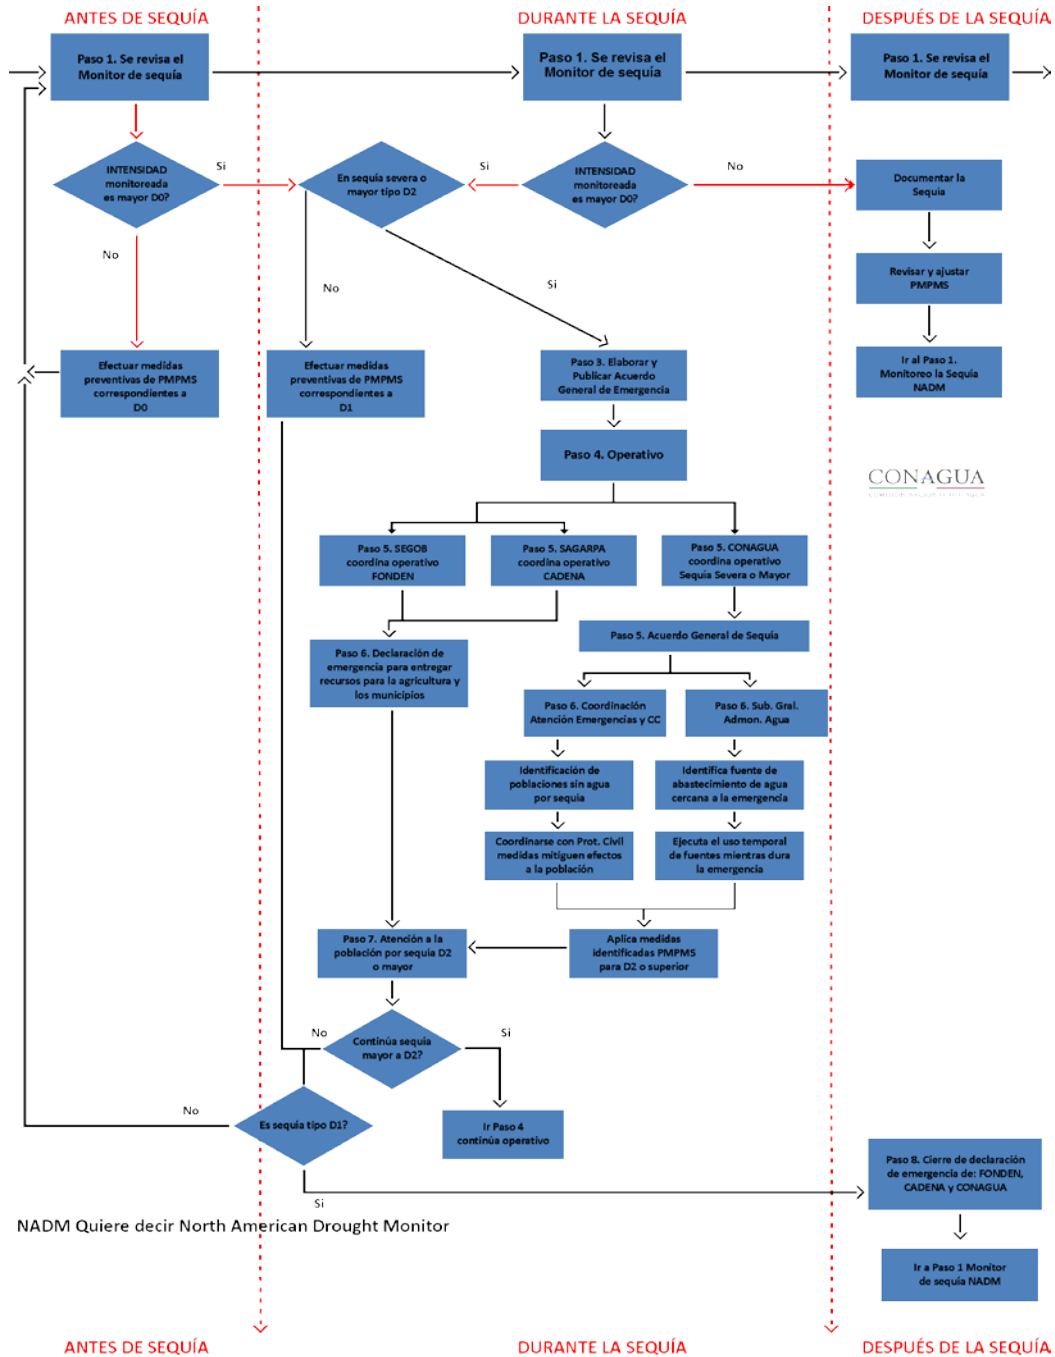 ANTES DE SEQUÍA
DURANTE LA SEQUÍA
DESPUÉS DE LA SEQUÍA
Paso 1. Se revisa el
Monitor de sequía
Paso 1. Se revisa el
Monitor de sequía
Paso 1. Se revisa el
Monitor de sequía
INTENSIDAD
monitoreada
es mayor D0?
Si
En sequía severa o
mayor tipo D2
Si
INTENSIDAD
monitoreada
es mayor D0?
No
Documentar la
Sequía
No
No
Si
Revisar y ajustar
PMPMS
Efectuar medidas
preventivas de PMPMS
correspondientes a
D0
Efectuar medidas
preventivas de PMPMS
correspondientes a
D1
Paso 3. Elaborar y
Publicar Acuerdo
General de Emergencia
Ir al Paso 1.
Monitoreo la Sequía
NADM
Paso 4. Operativo
CONAGUA
Paso 5. SEGOB
coordina operativo
FONDEN
Paso 5. SAGARPA
coordina operativo
CADENA
Paso 5. CONAGUA
coordina operativo
Sequía Severa o Mayor
Paso 5. Acuerdo General de Sequía
Paso 6. Declaración de
emergencia para entregar
recursos para la agricultura y
los municipios
Paso 6. Coordinación
Atención Emergencias y CC
Paso 6. Sub. Gral.
Admon. Agua
Identificación de
poblaciones sin agua
por sequía
Identifica fuente de
abastecimiento de agua
cercana a la emergencia
Coordinarse con Prot. Civil
medidas mitiguen efectos
a la población
Ejecuta el uso temporal
de fuentes mientras dura
la emergencia
Paso 7. Atención a la
población por sequía D2
o mayor
Aplica medidas
identificadas PMPMS
para D2 o superior
No
Continúa sequía
mayor a D2?
Si
No
Es sequía tipo D1?
Ir Paso 4
continúa operativo
Si
Paso 8. Cierre de declaración
de emergencia de: FONDEN,
CADENA y CONAGUA
NADM Quiere decir North American Drought Monitor
Ir a Paso 1 Monitor
de sequía NADM
ANTES DE SEQUÍA
DURANTE LA SEQUÍA
DESPUÉS DE LA SEQUÍA